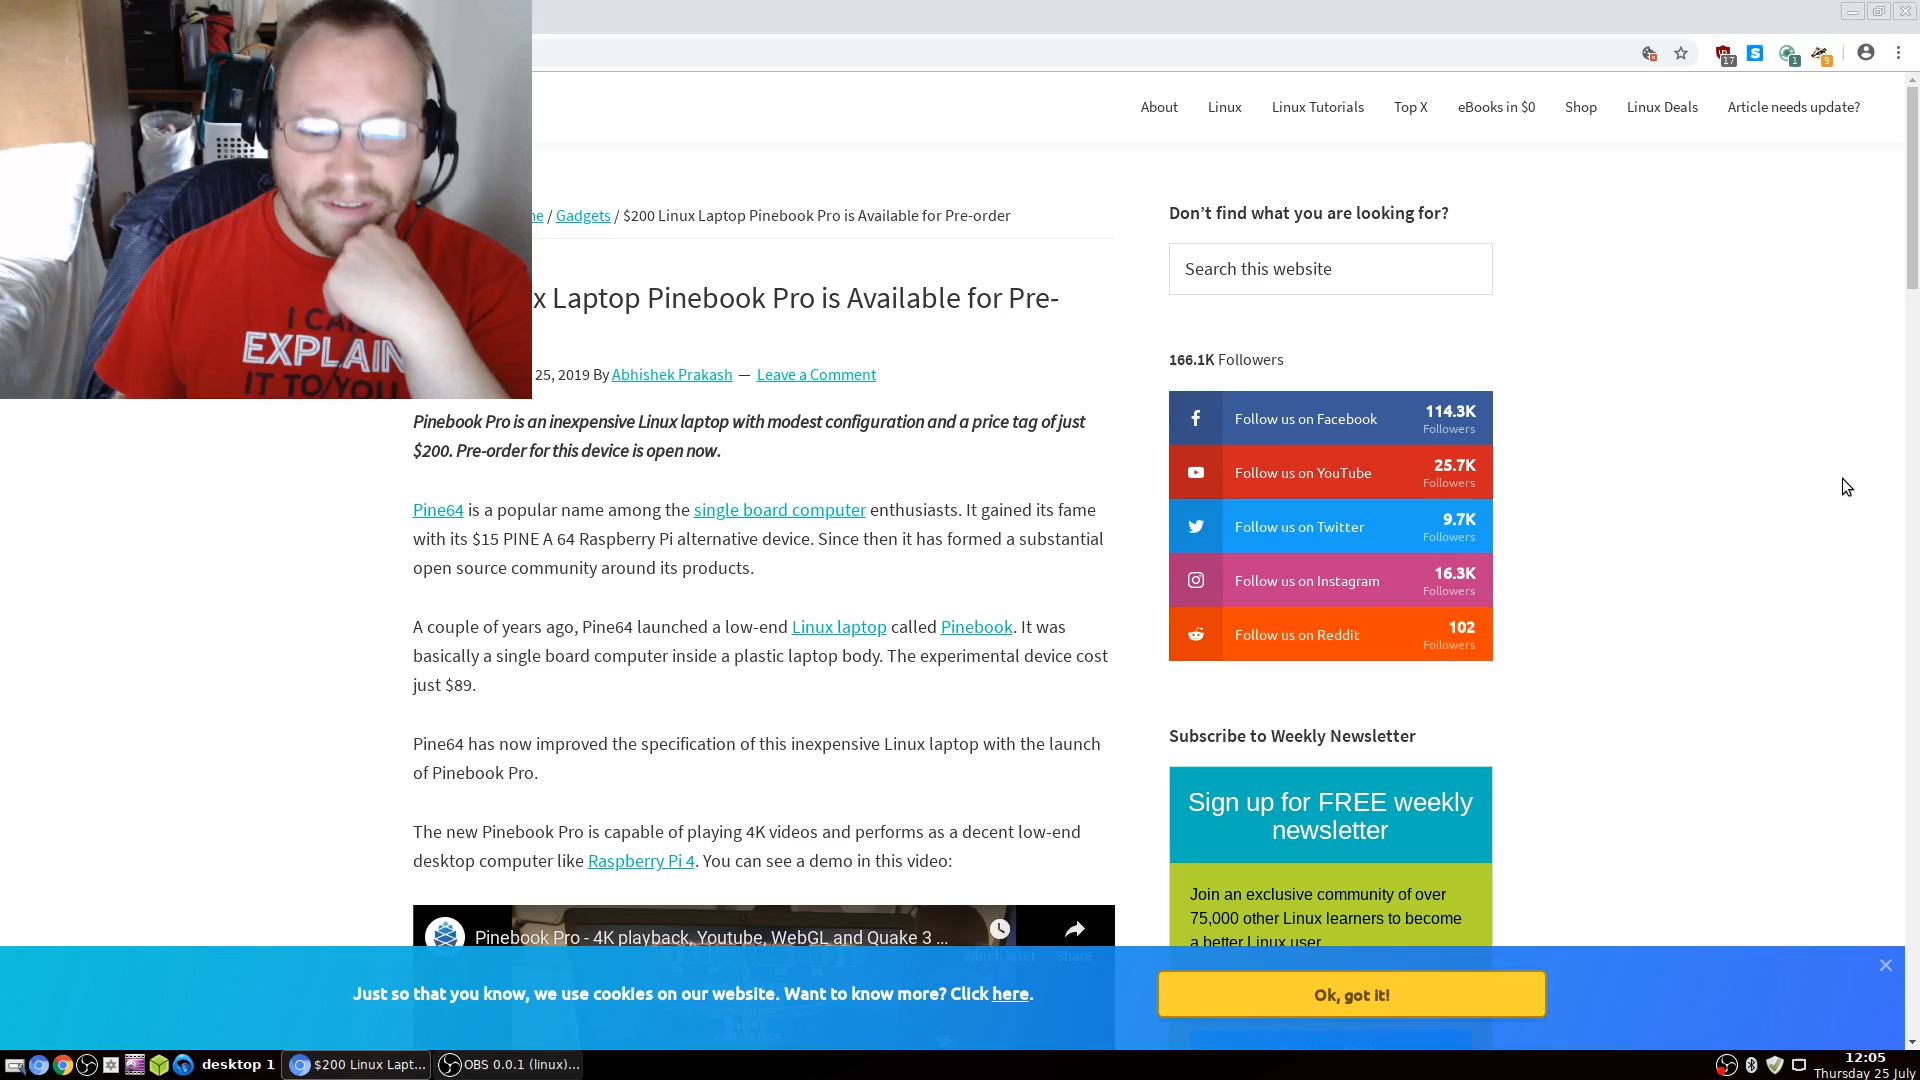 17
S
1
9
About Linux Linux Tutorials Top X eBooks in $0 Shop Linux Deals Article needs update?
ne / Gadgets / $200 Linux Laptop Pinebook Pro is Available for Pre-order
x Laptop Pinebook Pro is Available for Pre-
25, 2019 By Abhishek Prakash — Leave a Comment
I CA
EXPLAIN
IT TO YOU
Pinebook Pro is an inexpensive Linux laptop with modest configuration and a price tag of just
$200. Pre-order for this device is open now.
Pine64 is a popular name among the single board computer enthusiasts. It gained its fame
with its $15 PINE A 64 Raspberry Pi alternative device. Since then it has formed a substantial
open source community around its products.
A couple of years ago, Pine64 launched a low-end Linux laptop called Pinebook. It was
basically a single board computer inside a plastic laptop body. The experimental device cost
just $89.
Pine64 has now improved the specification of this inexpensive Linux laptop with the launch
of Pinebook Pro.
The new Pinebook Pro is capable of playing 4K videos and performs as a decent low-end
desktop computer like Raspberry Pi 4. You can see a demo in this video:
Pinebook Pro - 4K playback, Youtube, WebGL and Quake 3 ...
Watch later Share
Don’t find what you are looking for?
Search this website
166.1K Followers
Follow us on Facebook 114.3K
Followers
Follow us on YouTube 25.7K
Followers
Follow us on Twitter 9.7K
Followers
Follow us on Instagram 16.3K
Followers
Follow us on Reddit 102
Followers
Subscribe to Weekly Newsletter
Sign up for FREE weekly
newsletter
Join an exclusive community of over
75,000 other Linux learners to become
a better Linux user
Just so that you know, we use cookies on our website. Want to know more? Click here.
Ok, got it!
desktop 1 $200 Linux Lapt... OBS 0.0.1 (linux)...
12:05
Thursday 25 July